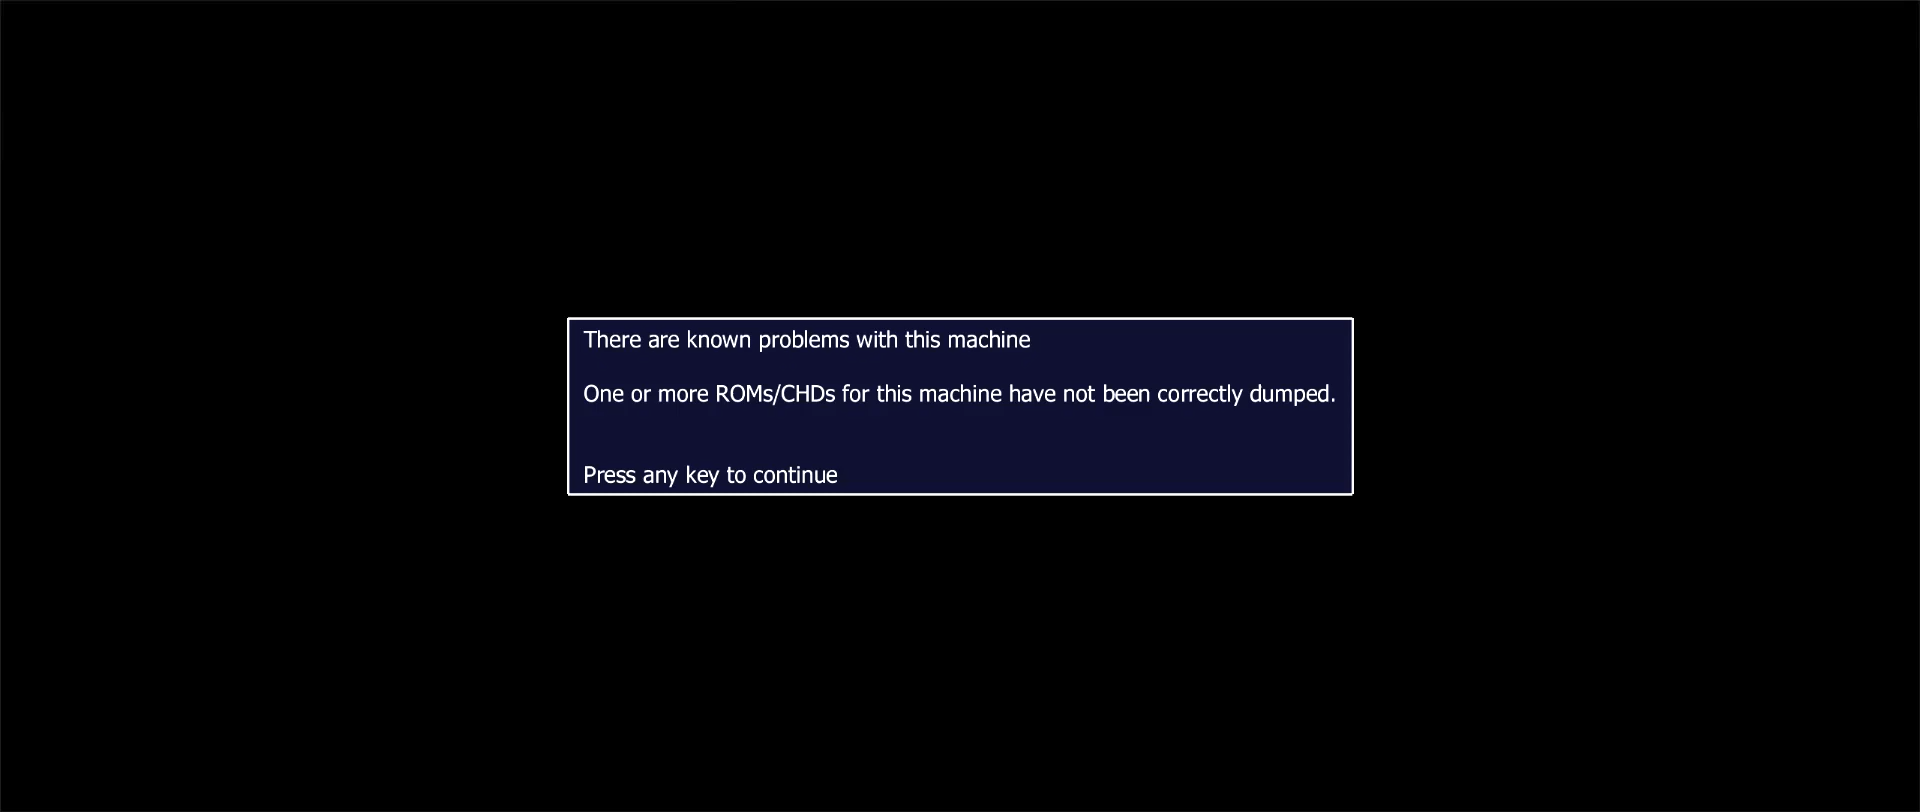 There are known problems with this machine
One or more ROMs/CHDs for this machine have not been correctly dumped.
Press any key to continue